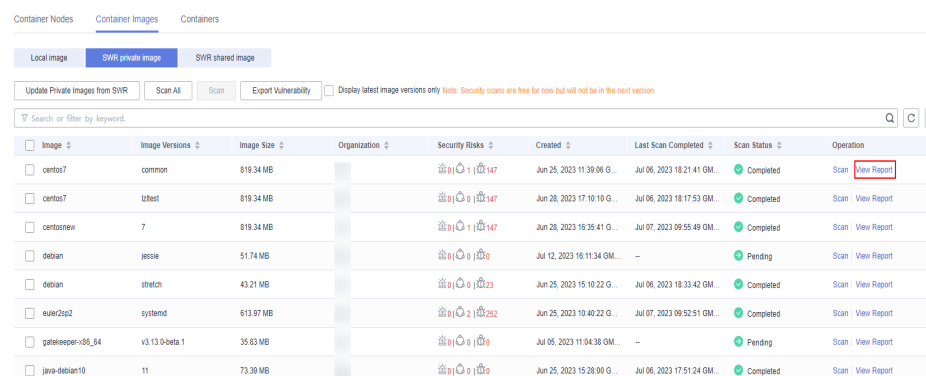 Container Nodes Container Images Containers
Local image SWR private image SWR shared image
Update Private Images from SWR Scan All Scan Export Vulnerability Display latest image versions only Note: Security scans are free for now but will not be in the next version.
Search or filter by keyword.
Image Image Versions Image Size Organization Security Risks Created Last Scan Completed Scan Status Operation
centos7 common 819.34 MB 0 | 1 | 147 Jun 25, 2023 11:39:06 G... Jul 06, 2023 18:21:41 GM... Completed Scan | View Report
centos7 lzltest 819.34 MB 0 | 0 | 147 Jun 28, 2023 17:10:10 G... Jul 06, 2023 18:17:53 GM... Completed Scan | View Report
centosnew 7 819.34 MB 0 | 1 | 147 Jun 28, 2023 16:35:41 G... Jul 07, 2023 09:55:49 GM... Completed Scan | View Report
debian jessie 51.74 MB 0 | 0 | 0 Jul 12, 2023 16:11:34 GM... -- Pending Scan | View Report
debian stretch 43.21 MB 0 | 0 | 23 Jun 25, 2023 15:10:22 G... Jul 06, 2023 18:33:42 GM... Completed Scan | View Report
euler2sp2 systemd 613.97 MB 0 | 2 | 252 Jun 25, 2023 10:40:22 G... Jul 07, 2023 09:52:51 GM... Completed Scan | View Report
gatekeeper-x86_64 v3.13.0-beta.1 35.83 MB 0 | 0 | 0 Jul 05, 2023 11:04:38 GM... -- Pending Scan | View Report
java-debian10 11 73.39 MB 0 | 0 | 0 Jun 25, 2023 15:28:00 G... Jul 06, 2023 17:51:24 GM... Completed Scan | View Report